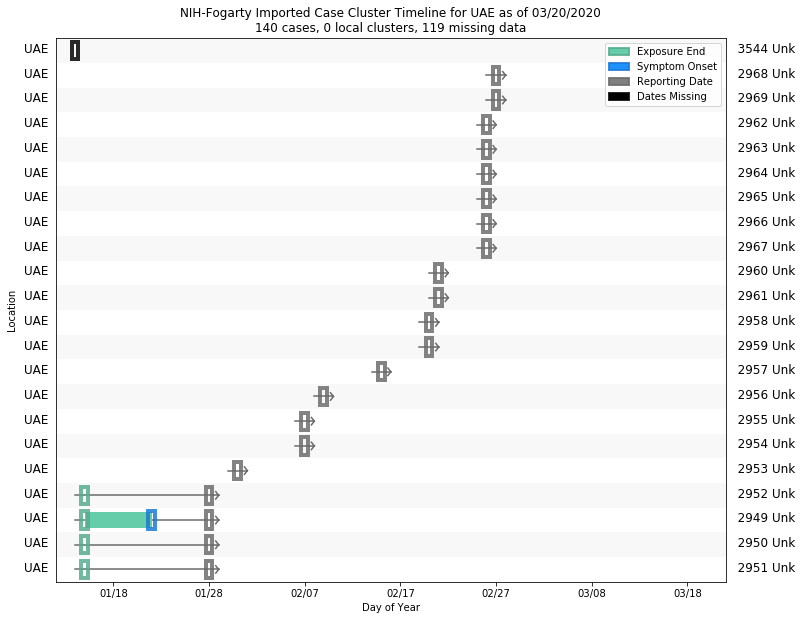 NIH-Fogarty Imported Case Cluster Timeline for UAE as of 03/20/2020
140 cases, 0 local clusters, 119 missing data
Exposure End
Symptom Onset
Reporting Date
Dates Missing
Location
UAE 3544 Unk
UAE 2968 Unk
UAE 2969 Unk
UAE 2962 Unk
UAE 2963 Unk
UAE 2964 Unk
UAE 2965 Unk
UAE 2966 Unk
UAE 2967 Unk
UAE 2960 Unk
UAE 2961 Unk
UAE 2958 Unk
UAE 2959 Unk
UAE 2957 Unk
UAE 2956 Unk
UAE 2955 Unk
UAE 2954 Unk
UAE 2953 Unk
UAE 2952 Unk
UAE 2949 Unk
UAE 2950 Unk
UAE 2951 Unk
01/18 01/28 02/07 02/17 02/27 03/08 03/18
Day of Year